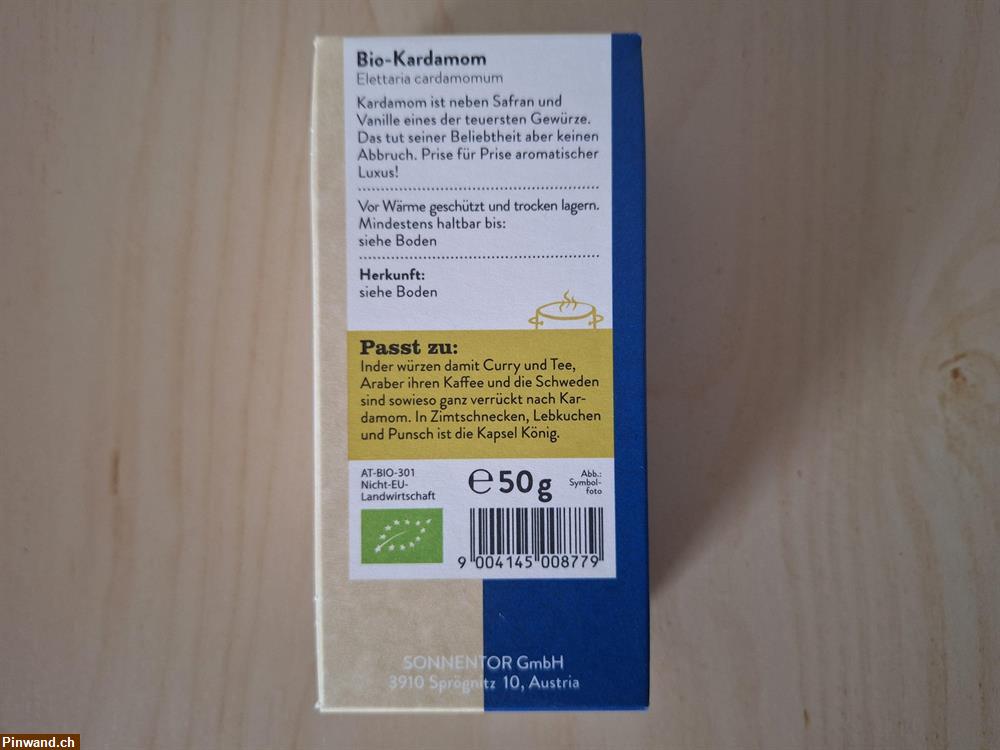 Bio-Kardamom
Elettaria cardamomum
Kardamom ist neben Safran und
Vanille eines der teuersten Gewürze.
Das tut seiner Beliebtheit aber keinen
Abbruch. Prise für Prise aromatischer
Luxus!
Vor Wärme geschützt und trocken lagern.
Mindestens haltbar bis:
siehe Boden
Herkunft:
siehe Boden
Passt zu:
Inder würzen damit Curry und Tee,
Araber ihren Kaffee und die Schweden
sind sowieso ganz verrückt nach Kar-
damom. In Zimtschnecken, Lebkuchen
und Punsch ist die Kapsel König.
AT-BIO-301
Nicht-EU-
Landwirtschaft
℮50g
Abb.:
Symbol-
foto
9 004145 008779
SONNENTOR GmbH
3910 Sprögnitz 10, Austria
Pinwand.ch